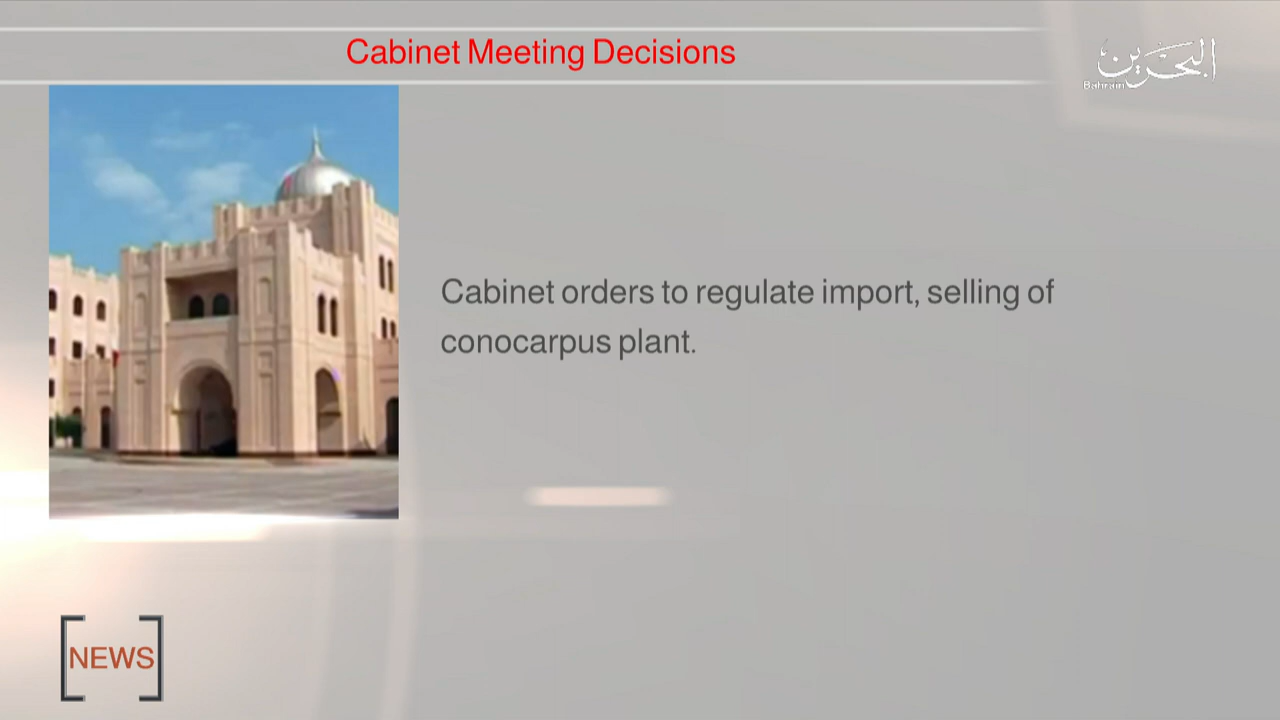 Cabinet Meeting Decisions
البحرين
Bahrain
Cabinet orders to regulate import, selling of
conocarpus plant.
NEWS